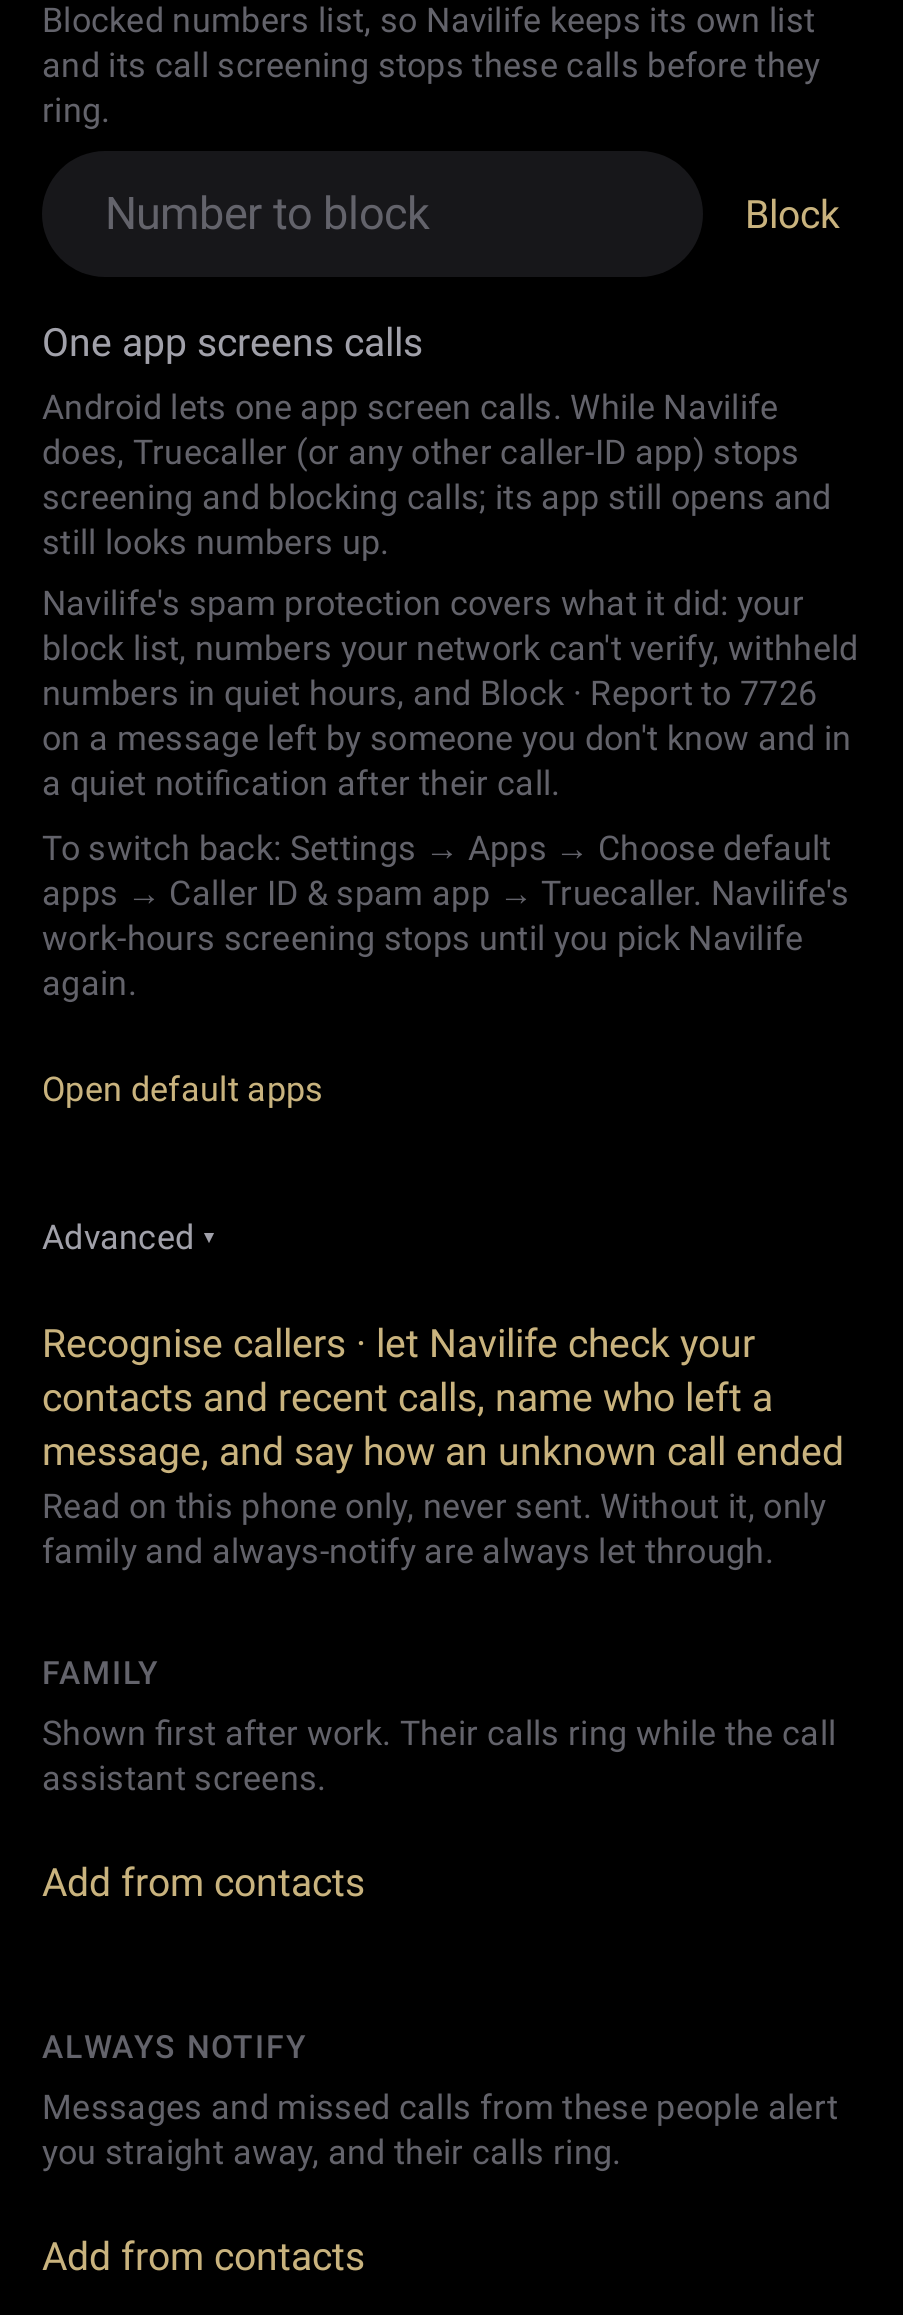 Blocked numbers list, so Navilife keeps its own list
and its call screening stops these calls before they
ring.
Number to block
Block
One app screens calls
Android lets one app screen calls. While Navilife
does, Truecaller (or any other caller-ID app) stops
screening and blocking calls; its app still opens and
still looks numbers up.
Navilife's spam protection covers what it did: your
block list, numbers your network can't verify, withheld
numbers in quiet hours, and Block · Report to 7726
on a message left by someone you don't know and in
a quiet notification after their call.
To switch back: Settings → Apps → Choose default
apps → Caller ID & spam app → Truecaller. Navilife's
work-hours screening stops until you pick Navilife
again.
Open default apps
Advanced ▾
Recognise callers · let Navilife check your
contacts and recent calls, name who left a
message, and say how an unknown call ended
Read on this phone only, never sent. Without it, only
family and always-notify are always let through.
FAMILY
Shown first after work. Their calls ring while the call
assistant screens.
Add from contacts
ALWAYS NOTIFY
Messages and missed calls from these people alert
you straight away, and their calls ring.
Add from contacts